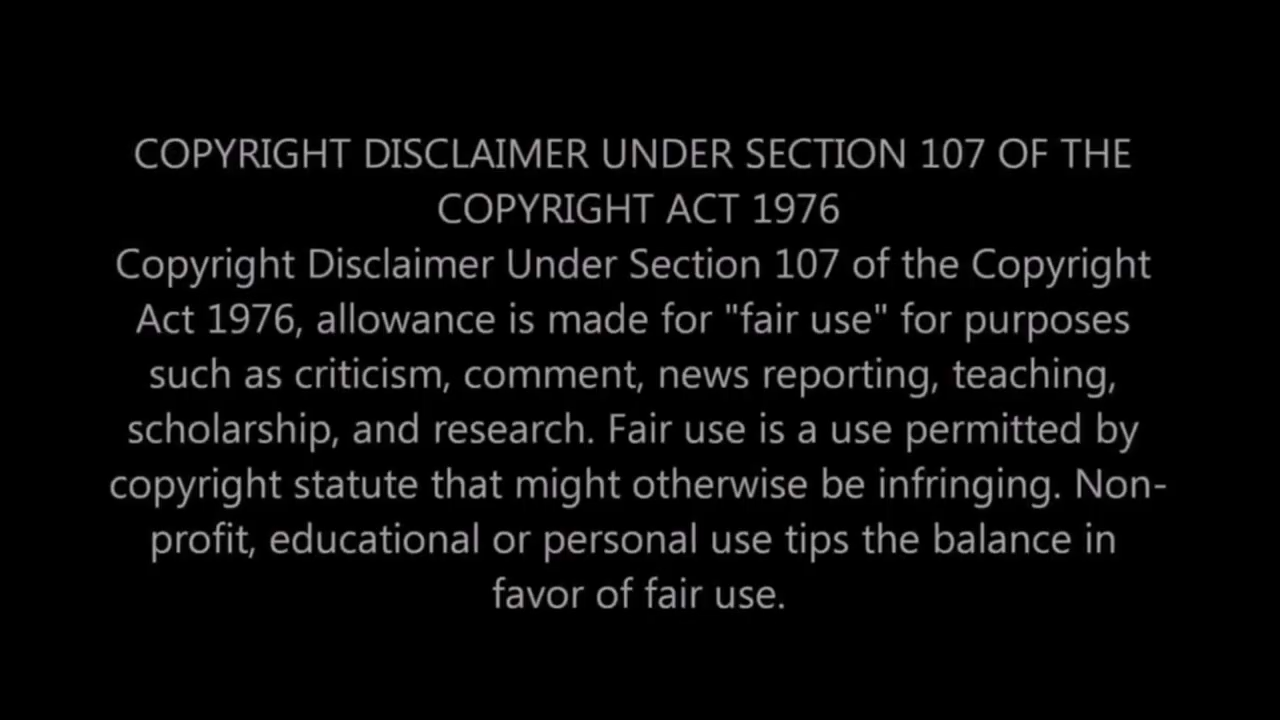 COPYRIGHT DISCLAIMER UNDER SECTION 107 OF THE
COPYRIGHT ACT 1976
Copyright Disclaimer Under Section 107 of the Copyright
Act 1976, allowance is made for "fair use" for purposes
such as criticism, comment, news reporting, teaching,
scholarship, and research. Fair use is a use permitted by
copyright statute that might otherwise be infringing. Non-
profit, educational or personal use tips the balance in
favor of fair use.